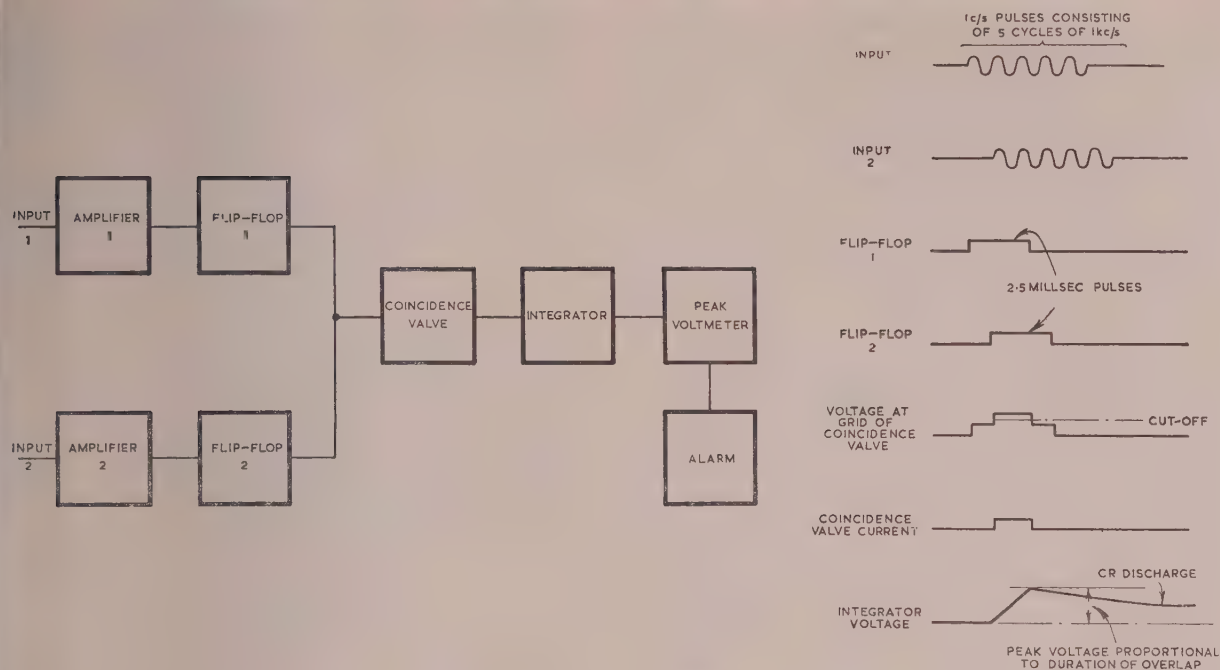 INPUT
1
AMPLIFIER
1
FLIP-FLOP
1
INPUT
2
AMPLIFIER
2
FLIP-FLOP
2
COINCIDENCE
VALVE
INTEGRATOR
PEAK
VOLTMETER
ALARM
1c/s PULSES CONSISTING
OF 5 CYCLES OF 1kc/s
INPUT
INPUT
2
FLIP-FLOP
1
2·5 MILLSEC PULSES
FLIP-FLOP
2
VOLTAGE AT
GRID OF
COINCIDENCE
VALVE
CUT-OFF
COINCIDENCE
VALVE CURRENT
CR DISCHARGE
INTEGRATOR
VOLTAGE
PEAK VOLTAGE PROPORTIONAL
TO DURATION OF OVERLAP